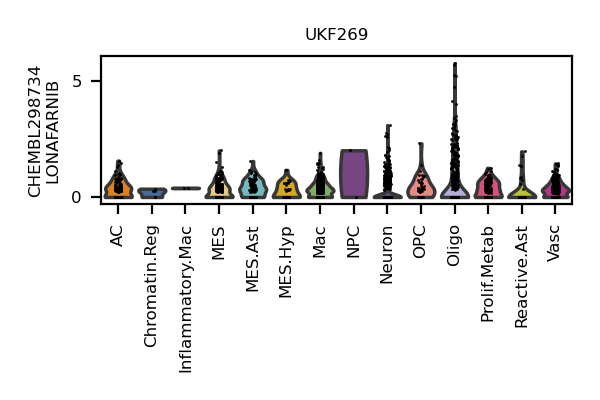 UKF269
CHEMBL298734
LONAFARNIB
5
0
AC
Chromatin.Reg
Inflammatory.Mac
MES
MES.Ast
MES.Hyp
Mac
NPC
Neuron
OPC
Oligo
Prolif.Metab
Reactive.Ast
Vasc